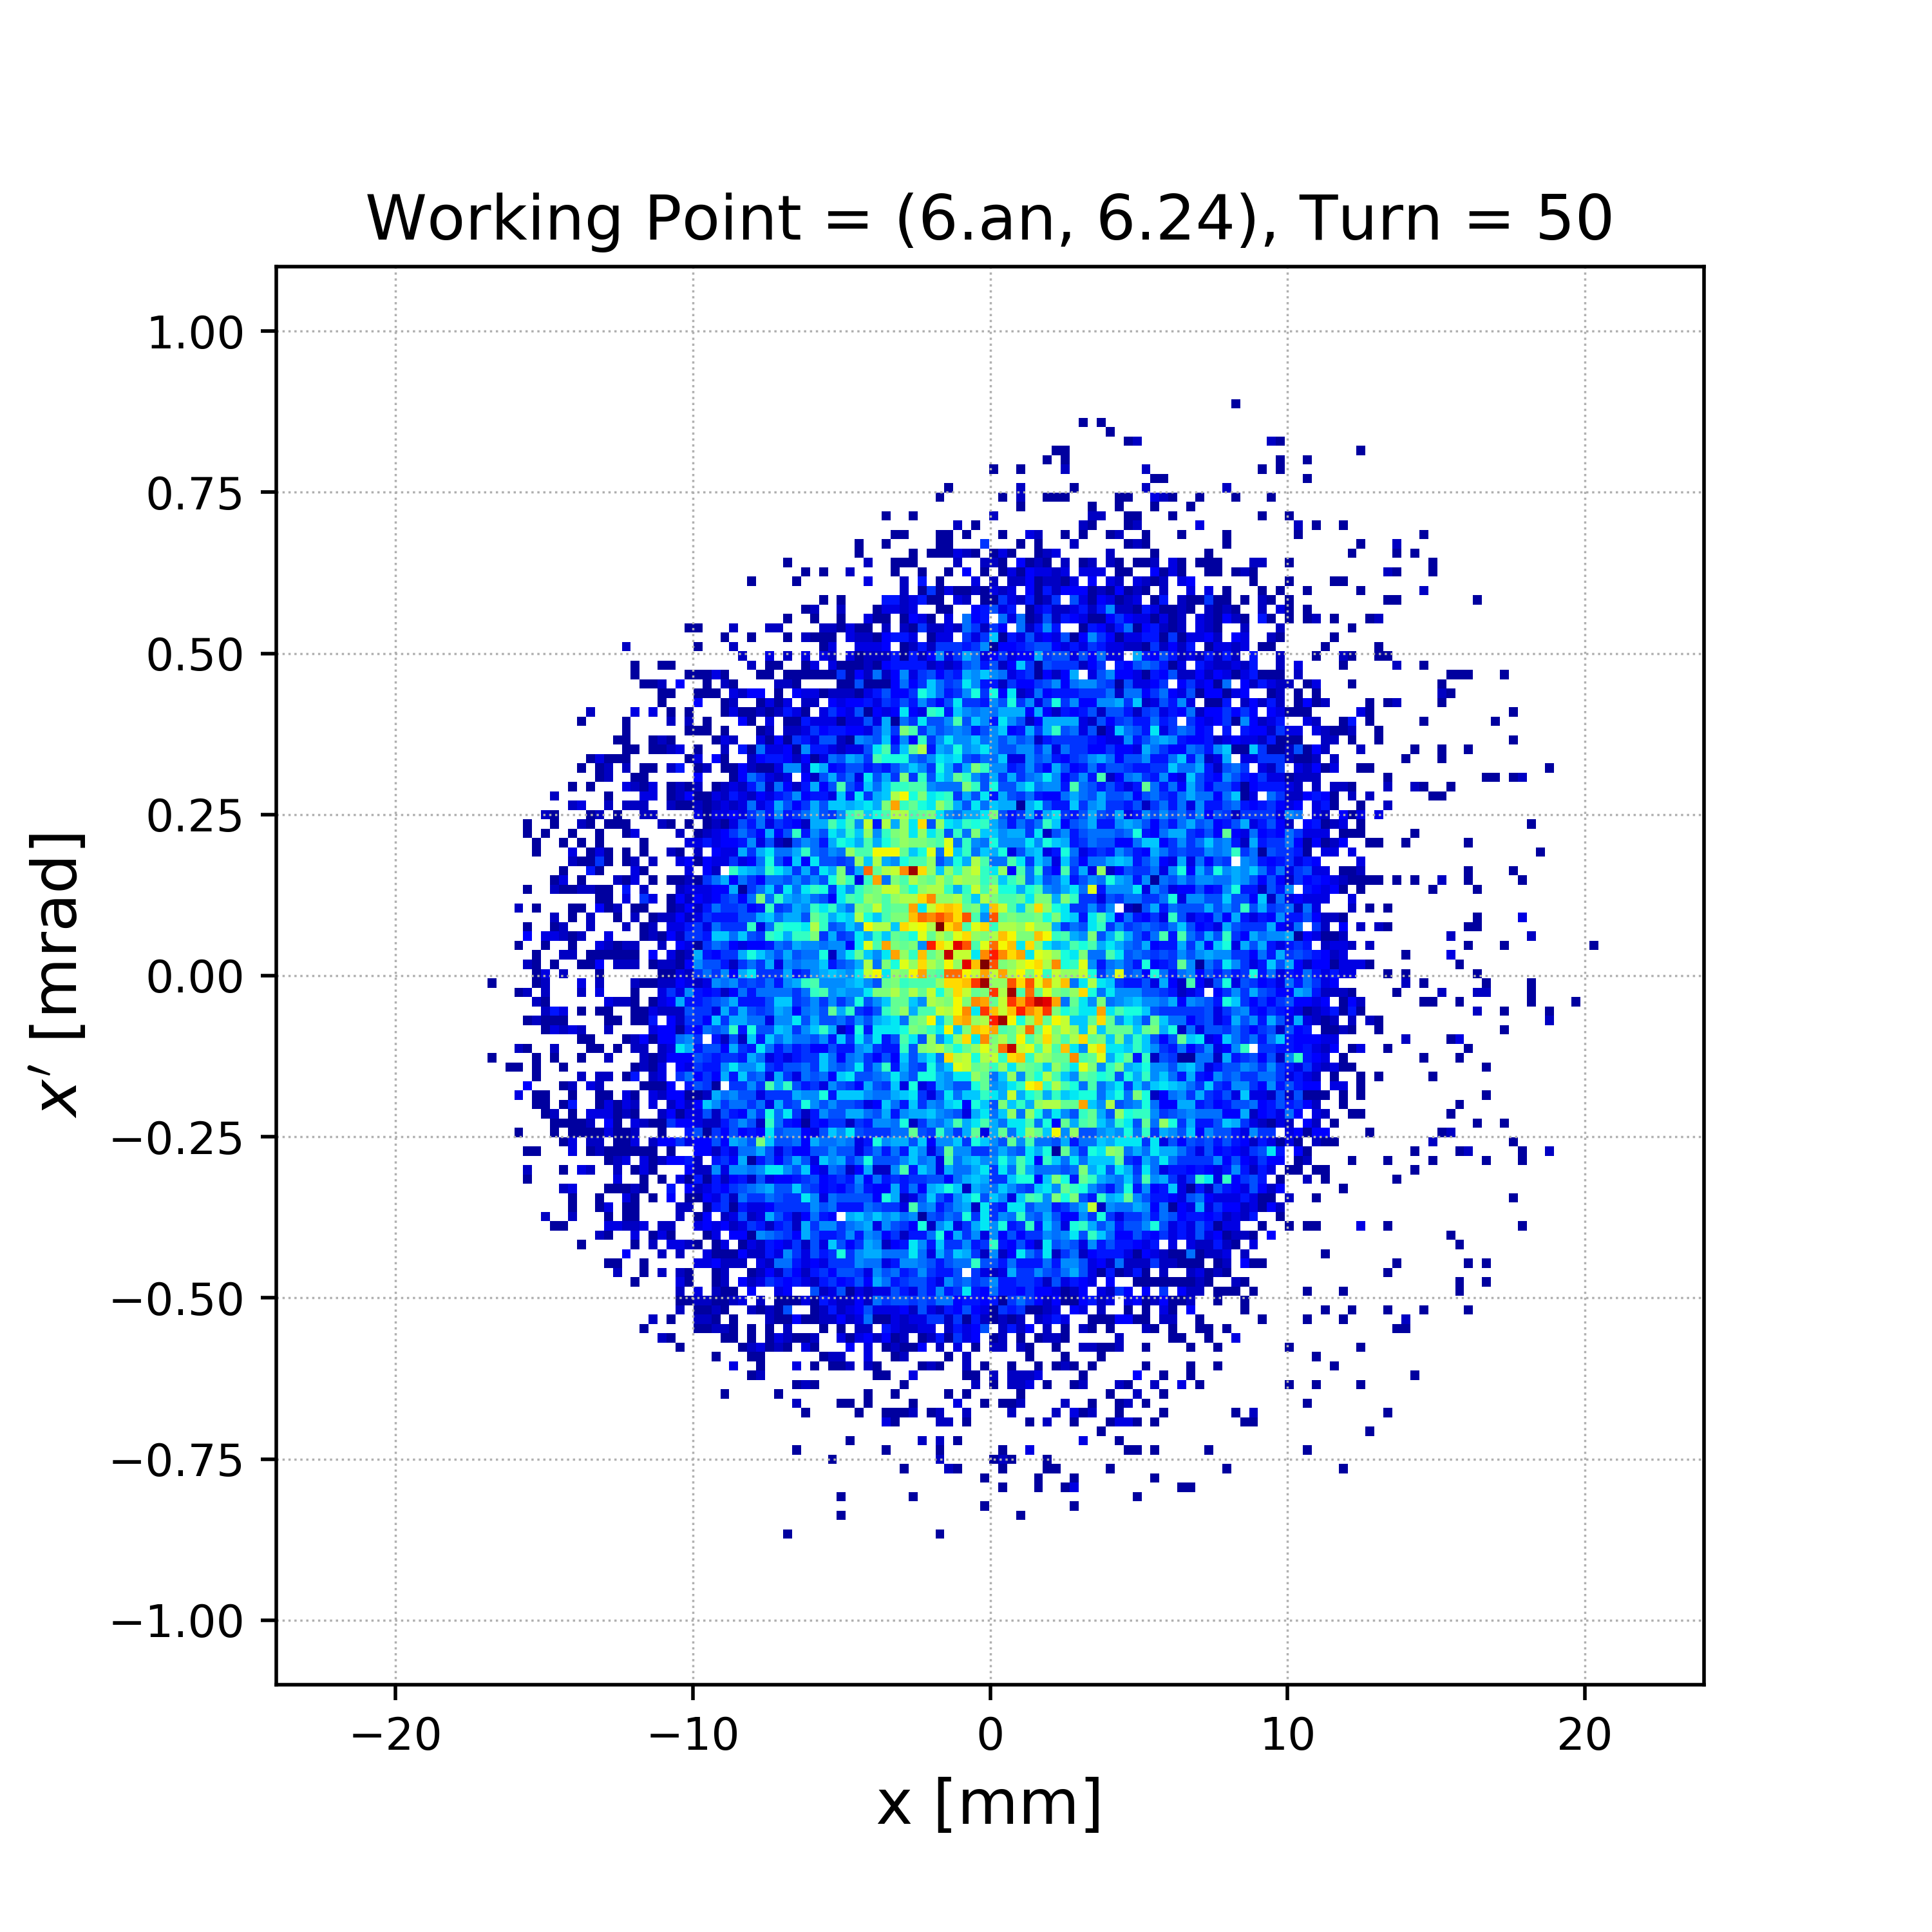 Working Point = (6.an, 6.24), Turn = 50
1.00
0.75
0.50
0.25
0.00
−0.25
−0.50
−0.75
−1.00
x′ [mrad]
−20 −10 0 10 20
x [mm]